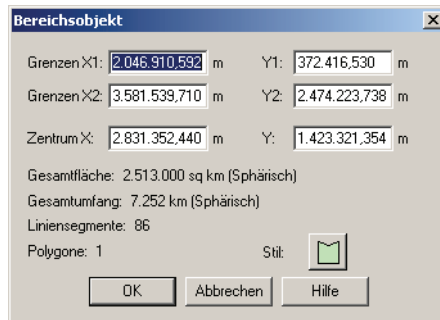 Bereichsobjekt
Grenzen X1: 2.046.910,592 m Y1: 372.416,530 m
Grenzen X2: 3.581.539,710 m Y2: 2.474.223,738 m
Zentrum X: 2.831.352,440 m Y: 1.423.321,354 m
Gesamtfläche: 2.513.000 sq km (Sphärisch)
Gesamtumfang: 7.252 km (Sphärisch)
Liniensegmente: 86
Polygone: 1 Stil:
OK Abbrechen Hilfe